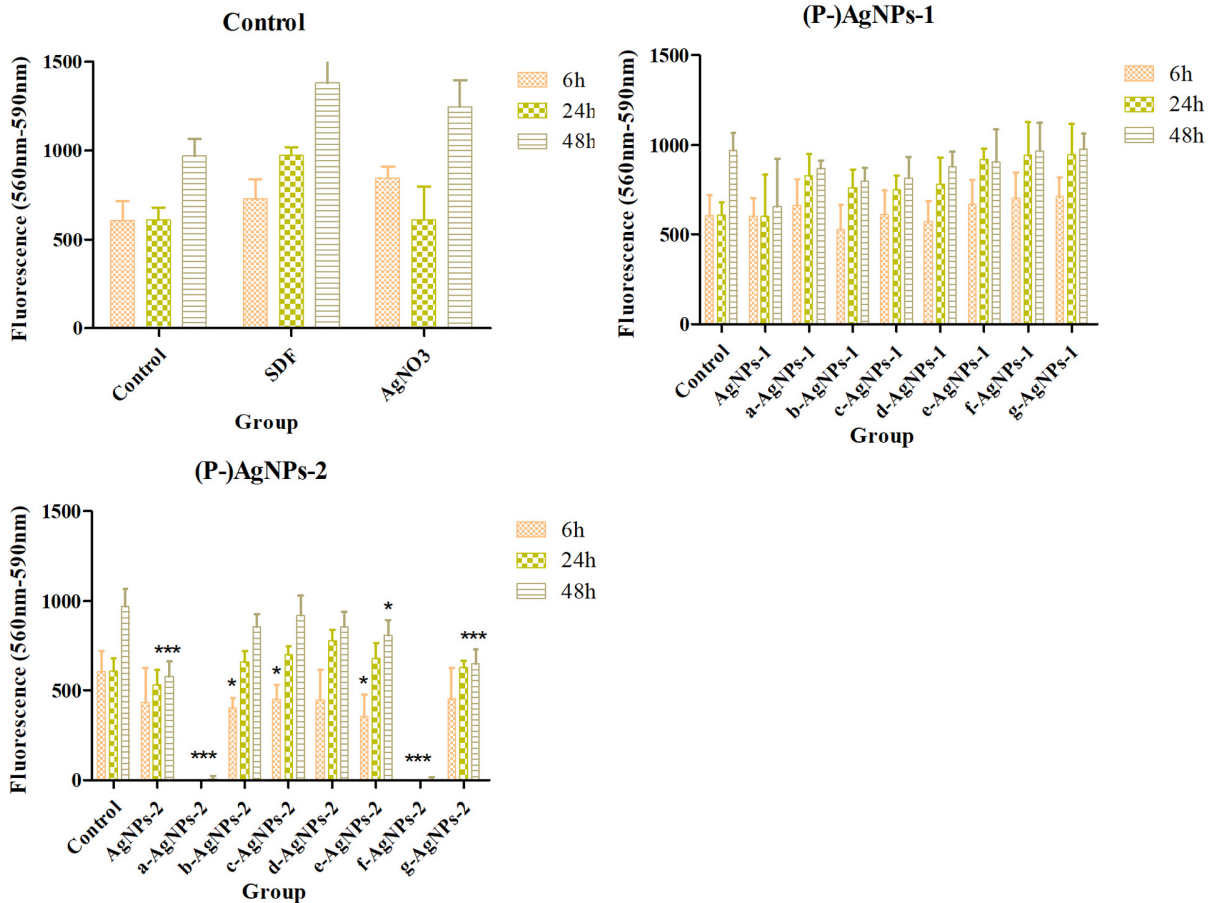 Control
Fluorescence (560nm-590nm)
1500
1000
500
0
6h
24h
48h
Control
SDF
AgNO3
Group
(P-)AgNPs-1
Fluorescence (560nm-590nm)
1500
1000
500
0
6h
24h
48h
Control
AgNPs-1
a-AgNPs-1
b-AgNPs-1
c-AgNPs-1
d-AgNPs-1
e-AgNPs-1
f-AgNPs-1
g-AgNPs-1
Group
(P-)AgNPs-2
Fluorescence (560nm-590nm)
1500
1000
500
0
6h
24h
48h
***
***
*
*
*
*
***
***
Control
AgNPs-2
a-AgNPs-2
b-AgNPs-2
c-AgNPs-2
d-AgNPs-2
e-AgNPs-2
f-AgNPs-2
g-AgNPs-2
Group